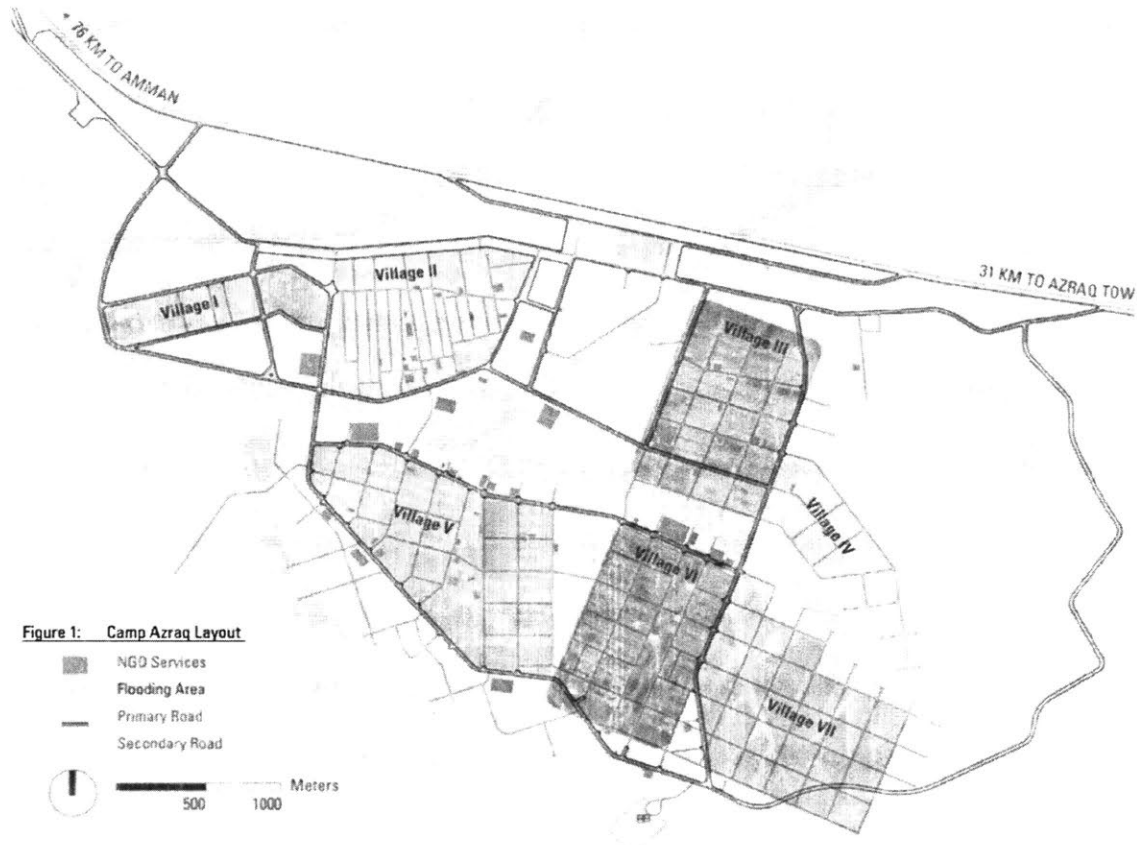 76 KM TO AMMAN
31 KM TO AZRAQ TOW
Village I
Village II
Village III
Village IV
Village V
Village VI
Village VII
Figure 1: Camp Azraq Layout
NGO Services
Flooding Area
Primary Road
Secondary Road
Meters
500 1000